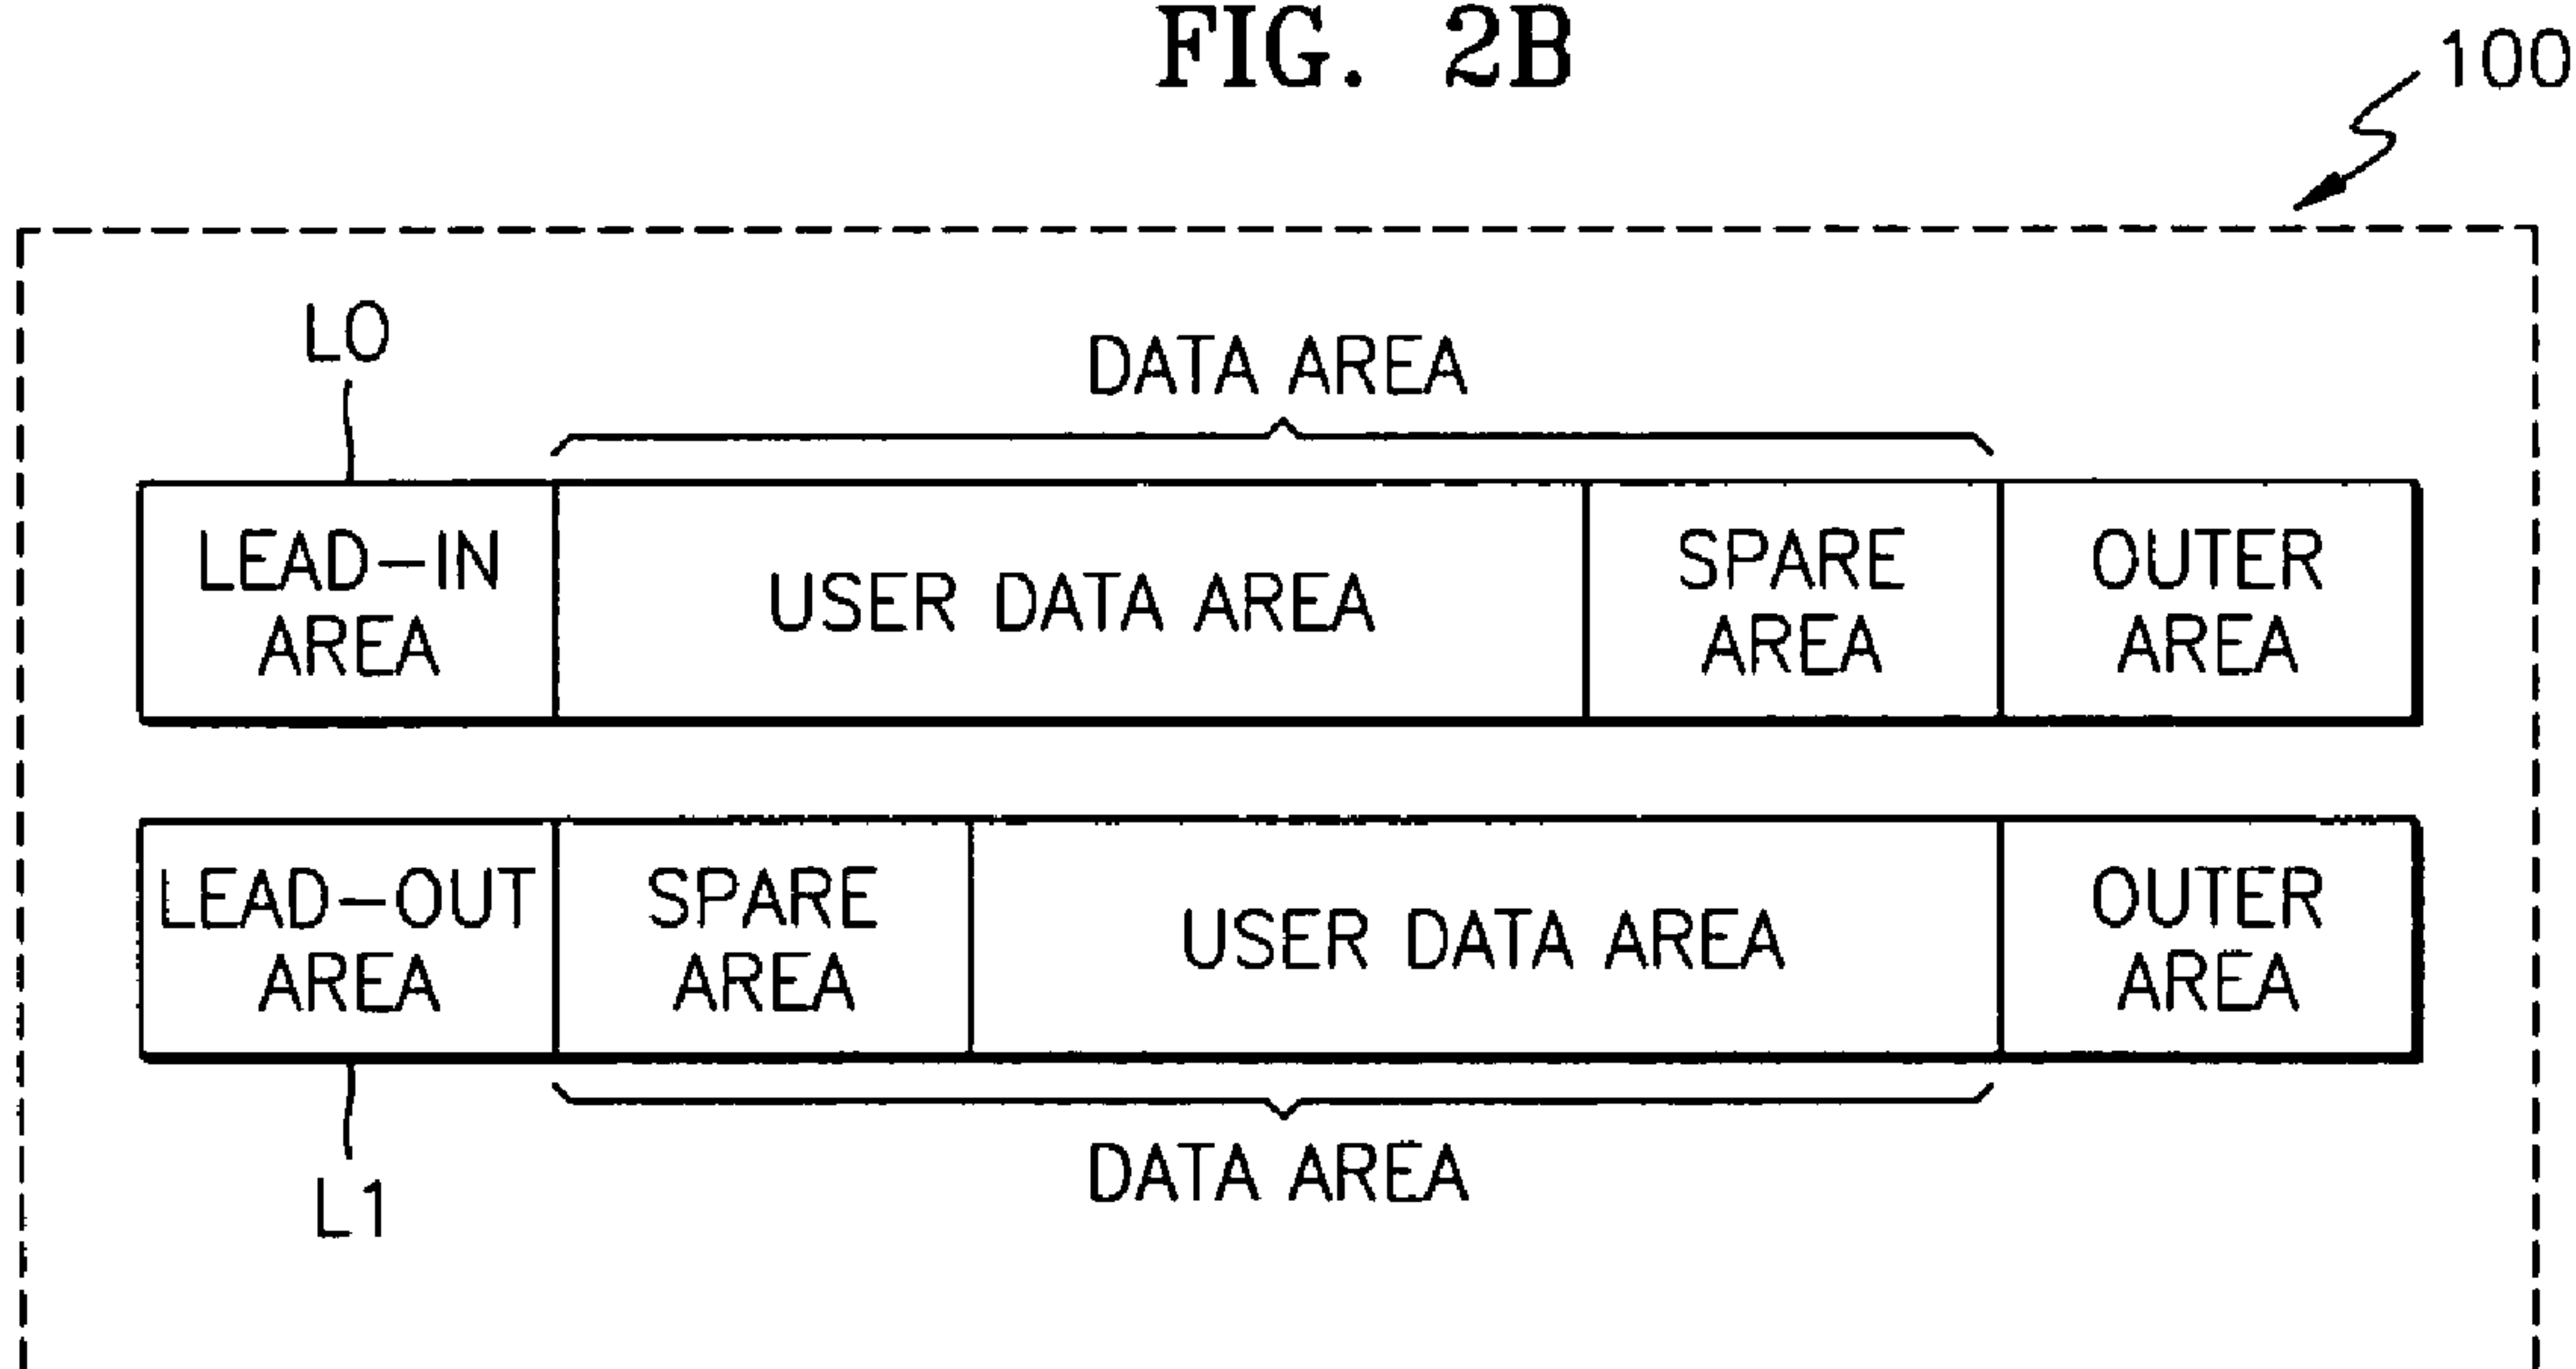 FIG. 2B
100
L0
DATA AREA
LEAD-IN
AREA
USER DATA AREA
SPARE
AREA
OUTER
AREA
LEAD-OUT
AREA
SPARE
AREA
USER DATA AREA
OUTER
AREA
DATA AREA
L1